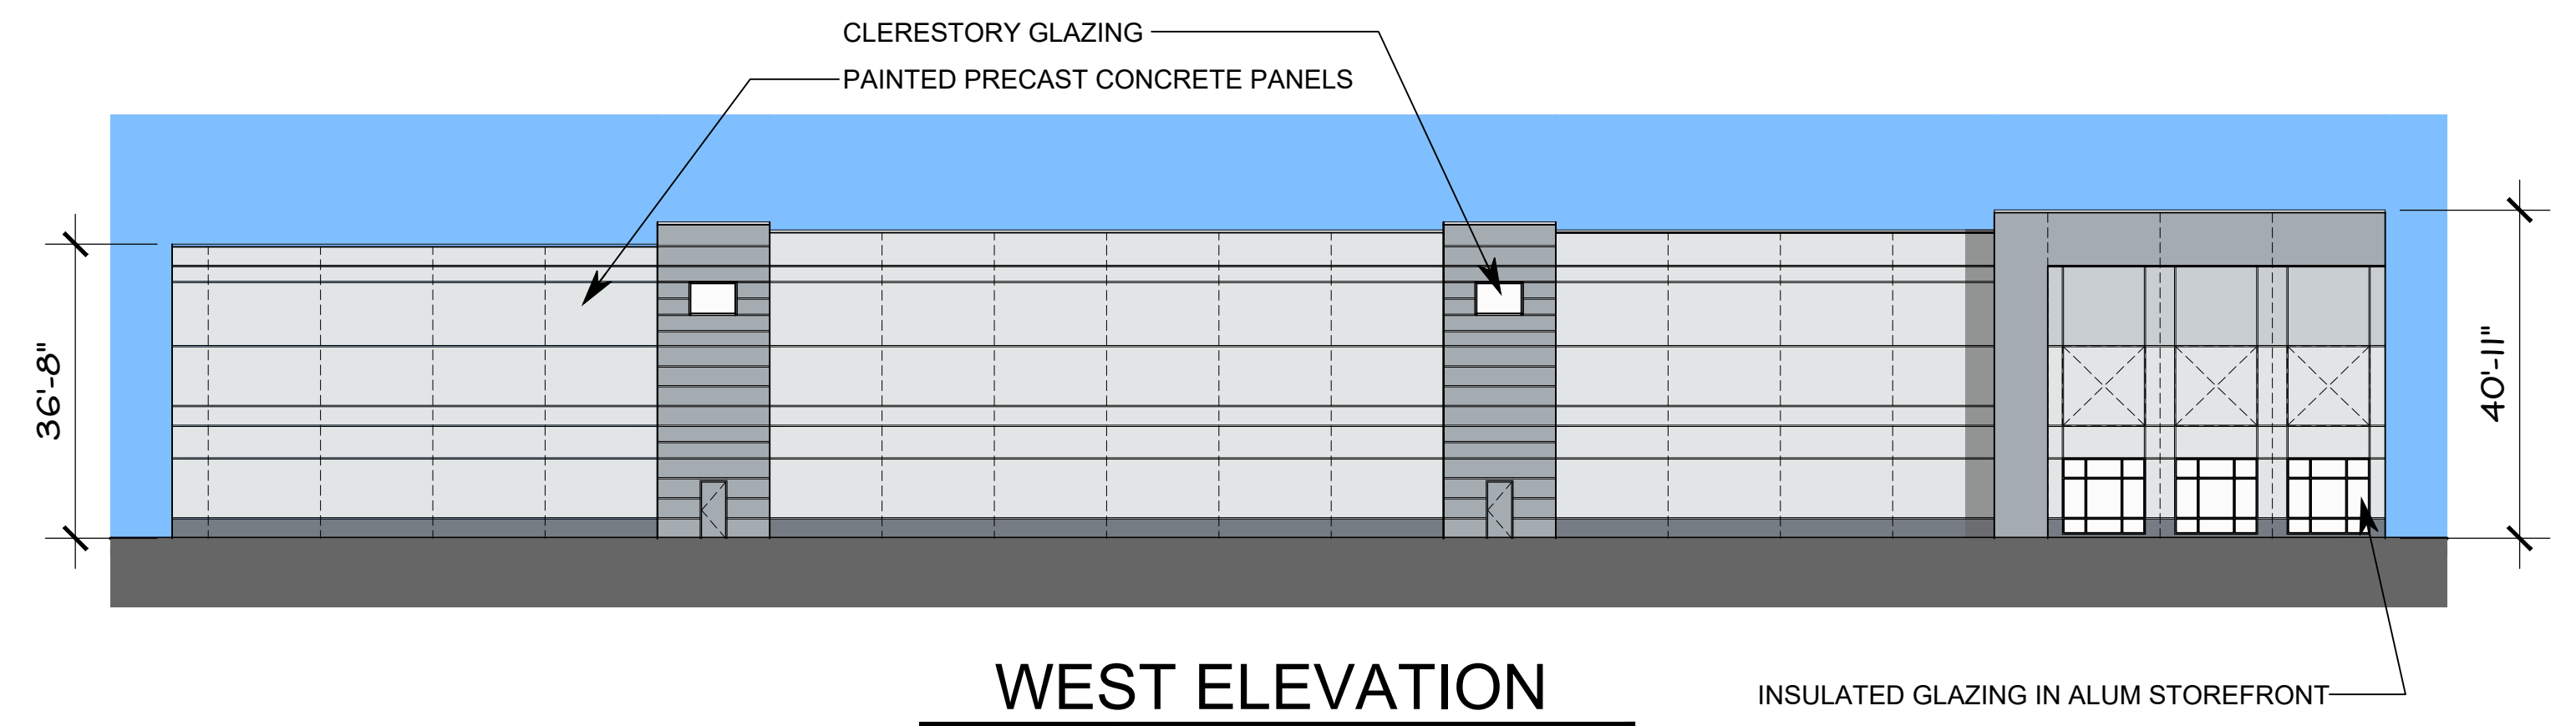 CLERESTORY GLAZING
PAINTED PRECAST CONCRETE PANELS
36'-8"
40'-11"
WEST ELEVATION
INSULATED GLAZING IN ALUM STOREFRONT